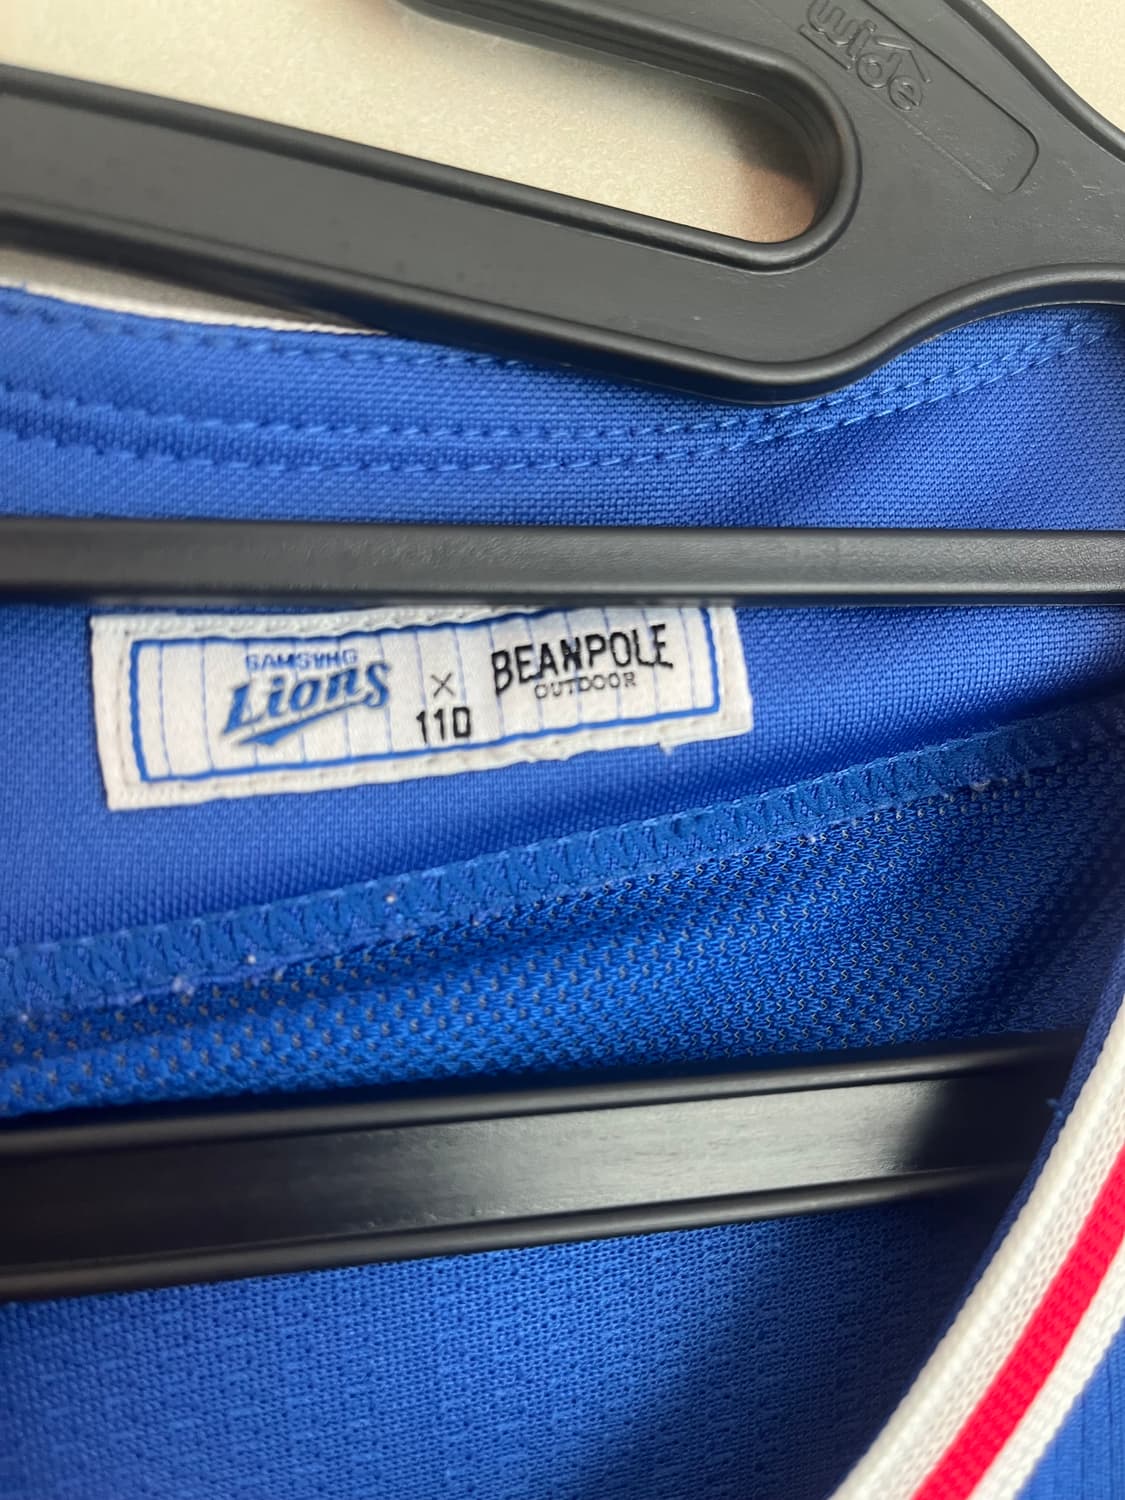 wide
SAMSUNG
Lions × BEANPOLE
OUTDOOR
110